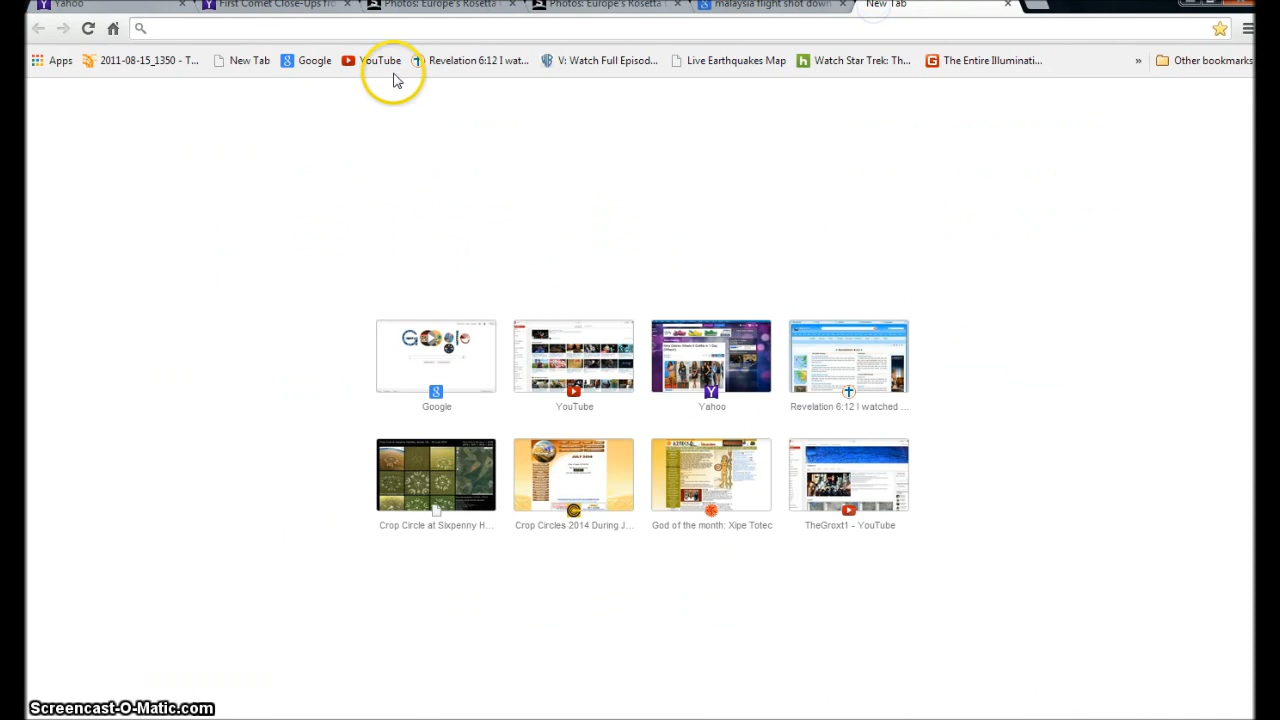 Yahoo
First Comet Close-Ups fro
Photos: Europe's Rosetta
Photos: Europe's Rosetta
malaysia flight shot down
New Tab
Apps
2011-08-15_1350 - T...
New Tab
Google
YouTube
Revelation 6:12 I wat...
V: Watch Full Episod...
Live Earthquakes Map
Watch Star Trek: Th...
The Entire Illuminati...
»
Other bookmarks
Google
YouTube
Yahoo
Revelation 6:12 I watched ...
Crop Circle at Sixpenny H...
Crop Circles 2014 During J...
God of the month: Xipe Totec
TheGroxt1 - YouTube
Screencast-O-Matic.com